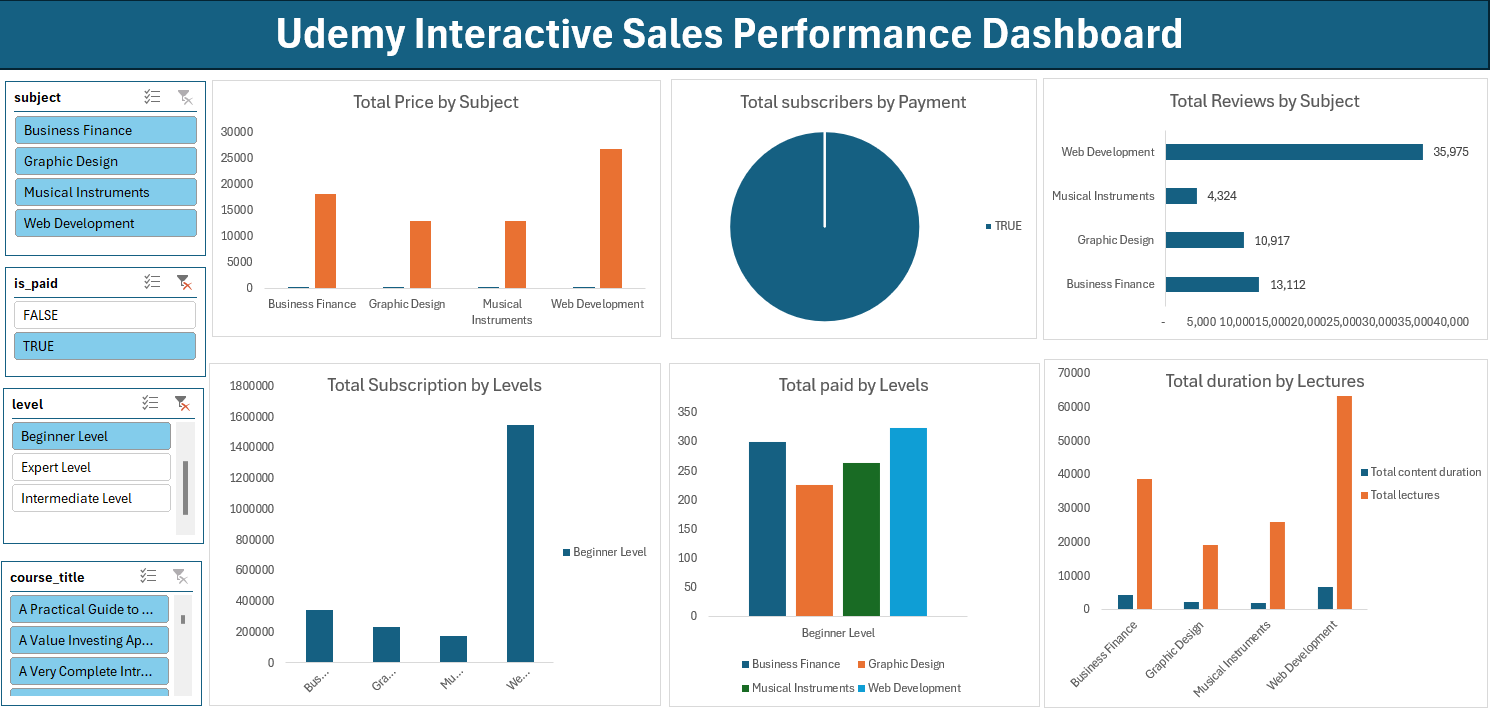 Udemy Interactive Sales Performance Dashboard
subject
Business Finance
Graphic Design
Musical Instruments
Web Development
is_paid
FALSE
TRUE
level
Beginner Level
Expert Level
Intermediate Level
course_title
A Practical Guide to ...
A Value Investing Ap...
A Very Complete Intr...
Total Price by Subject
30000
25000
20000
15000
10000
5000
0
Business Finance
Graphic Design
Musical
Instruments
Web Development
Total subscribers by Payment
TRUE
Total Reviews by Subject
Web Development
35,975
Musical Instruments
4,324
Graphic Design
10,917
Business Finance
13,112
- 5,000 10,00015,00020,00025,00030,00035,00040,000
Total Subscription by Levels
1800000
1600000
1400000
1200000
1000000
800000
600000
400000
200000
0
Bus...
Gra...
Mu...
We...
Beginner Level
Total paid by Levels
350
300
250
200
150
100
50
0
Beginner Level
Business Finance
Graphic Design
Musical Instruments
Web Development
Total duration by Lectures
70000
60000
50000
40000
30000
20000
10000
0
Business Finance
Graphic Design
Musical Instruments
Web Development
Total content duration
Total lectures